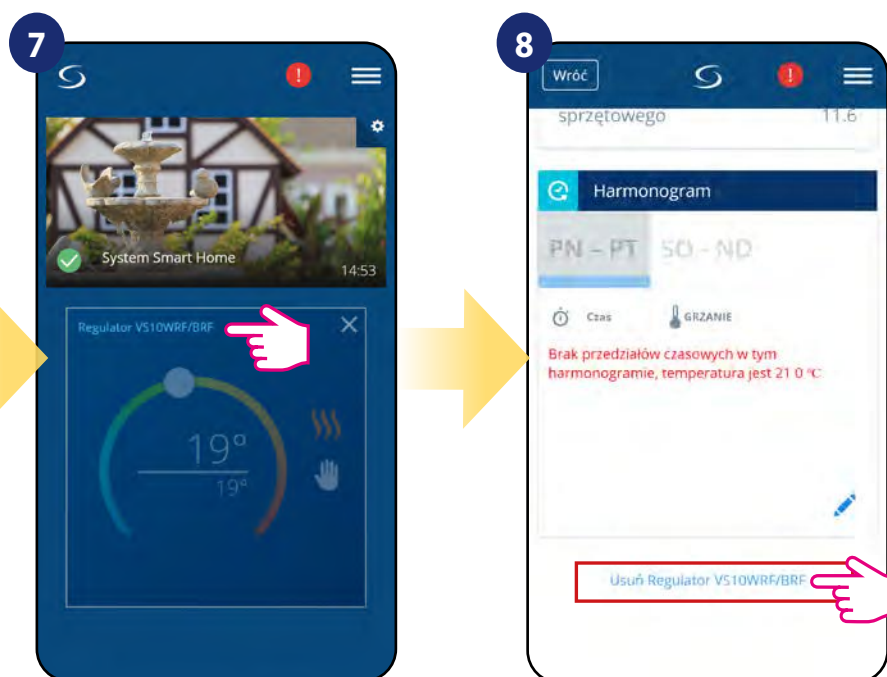 7
System Smart Home
14:53
Regulator VS10WRF/BRF
19°
19°
8
Wróć
sprzętowego 11.6
Harmonogram
PN – PT SO - ND
Czas GRZANIE
Brak przedziałów czasowych w tym
harmonogramie, temperatura jest 21 0 °C
Usuń Regulator VS10WRF/BRF